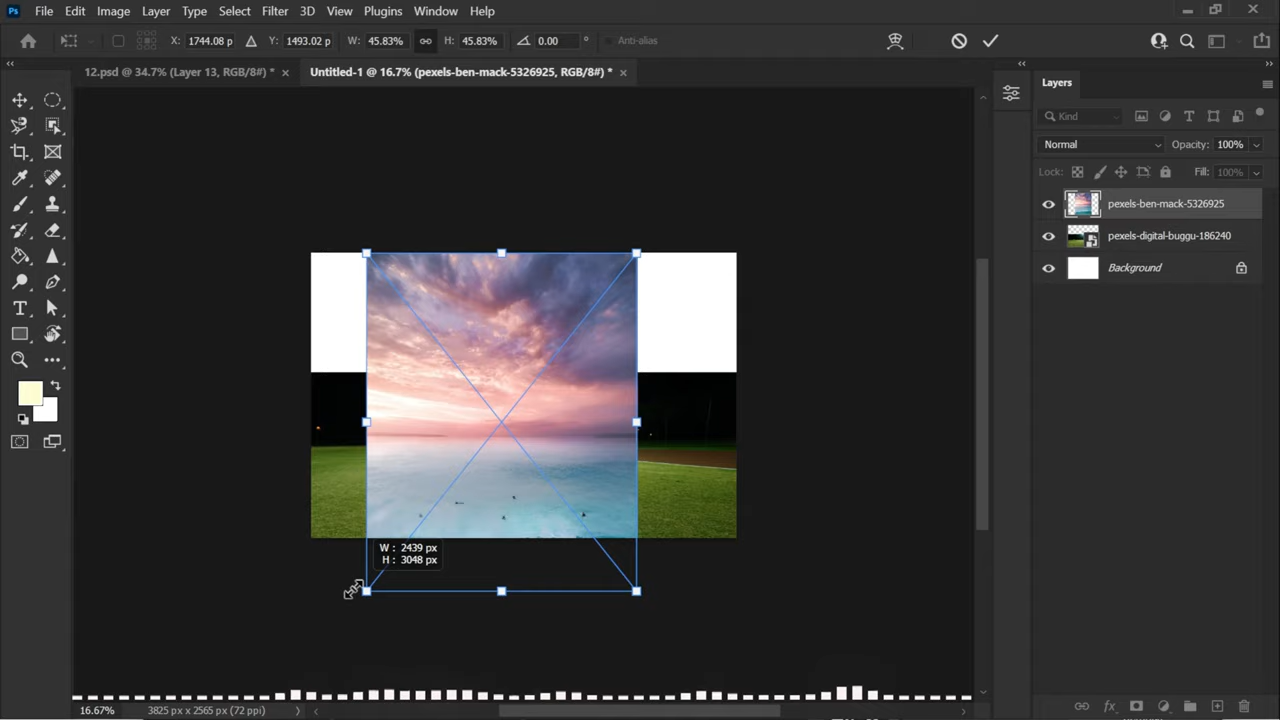 Ps File Edit Image Layer Type Select Filter 3D View Plugins Window Help
X: 1744.08 p Y: 1493.02 p W: 45.83% H: 45.83% 0.00 ° Anti-alias
12.psd @ 34.7% (Layer 13, RGB/8#) * × Untitled-1 @ 16.7% (pexels-ben-mack-5326925, RGB/8#) * ×
Layers
Kind
Normal Opacity: 100%
Lock: Fill: 100%
pexels-ben-mack-5326925
pexels-digital-buggu-186240
Background
W: 2439 px
H: 3048 px
16.67% 3825 px x 2565 px (72 ppi)